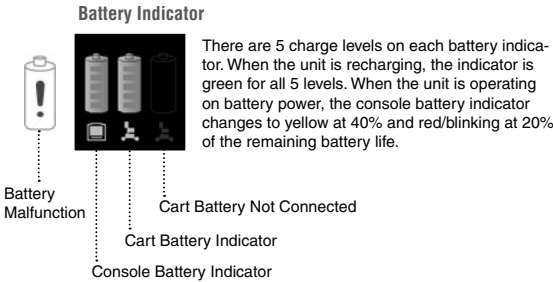 Battery Indicator
There are 5 charge levels on each battery indica-
tor. When the unit is recharging, the indicator is
green for all 5 levels. When the unit is operating
on battery power, the console battery indicator
changes to yellow at 40% and red/blinking at 20%
of the remaining battery life.
Battery
Malfunction
Cart Battery Not Connected
Cart Battery Indicator
Console Battery Indicator